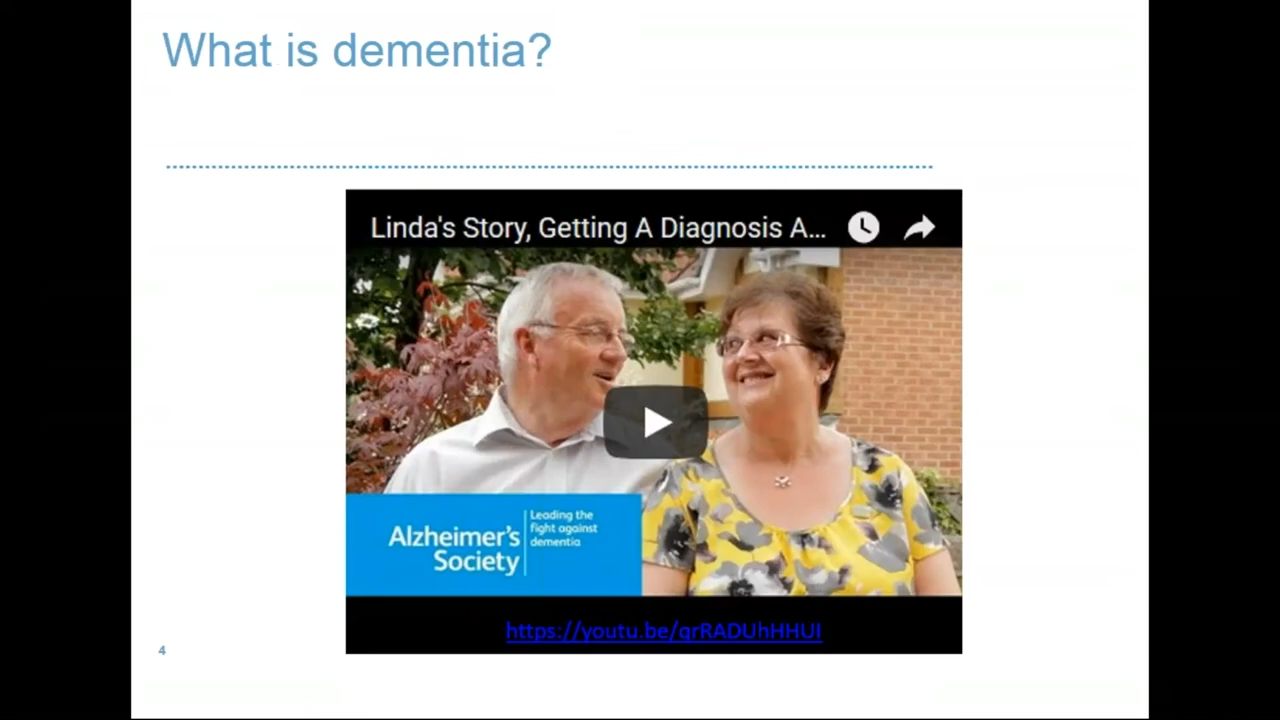 What is dementia?
Linda's Story, Getting A Diagnosis A...
Alzheimer's
Society
Leading the
fight against
dementia
https://youtu.be/qrRADUhHHUI
4